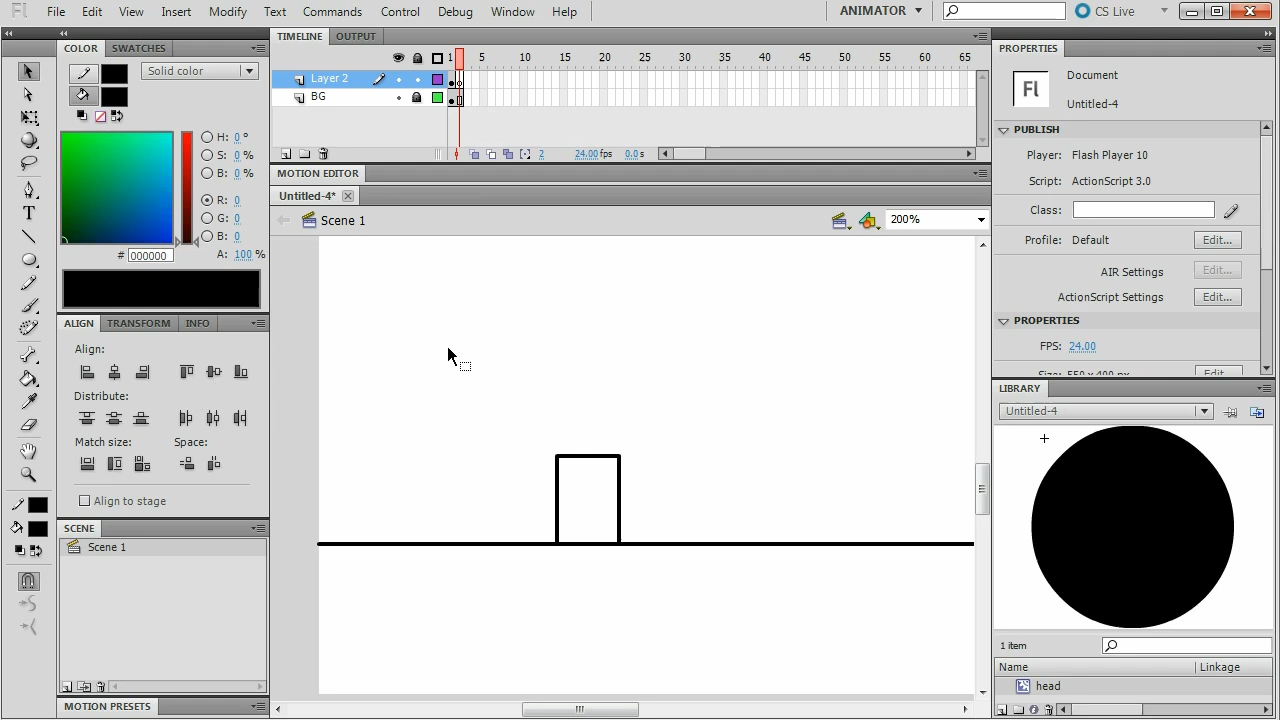 Fl File Edit View Insert Modify Text Commands Control Debug Window Help ANIMATOR CS Live
COLOR SWATCHES
Solid color
H: 0 °
S: 0 %
B: 0 %
R: 0
G: 0
B: 0
# 000000 A: 100 %
ALIGN TRANSFORM INFO
Align:
Distribute:
Match size: Space:
Align to stage
SCENE
Scene 1
MOTION PRESETS
TIMELINE OUTPUT
1 5 10 15 20 25 30 35 40 45 50 55 60 65
Layer 2
BG
2 24.00 fps 0.0 s
MOTION EDITOR
Untitled-4*
Scene 1 200%
PROPERTIES
Fl Document
Untitled-4
PUBLISH
Player: Flash Player 10
Script: ActionScript 3.0
Class:
Profile: Default Edit...
AIR Settings Edit...
ActionScript Settings Edit...
PROPERTIES
FPS: 24.00
Size: 550 x 400 px Edit...
LIBRARY
Untitled-4
1 item
Name Linkage
head